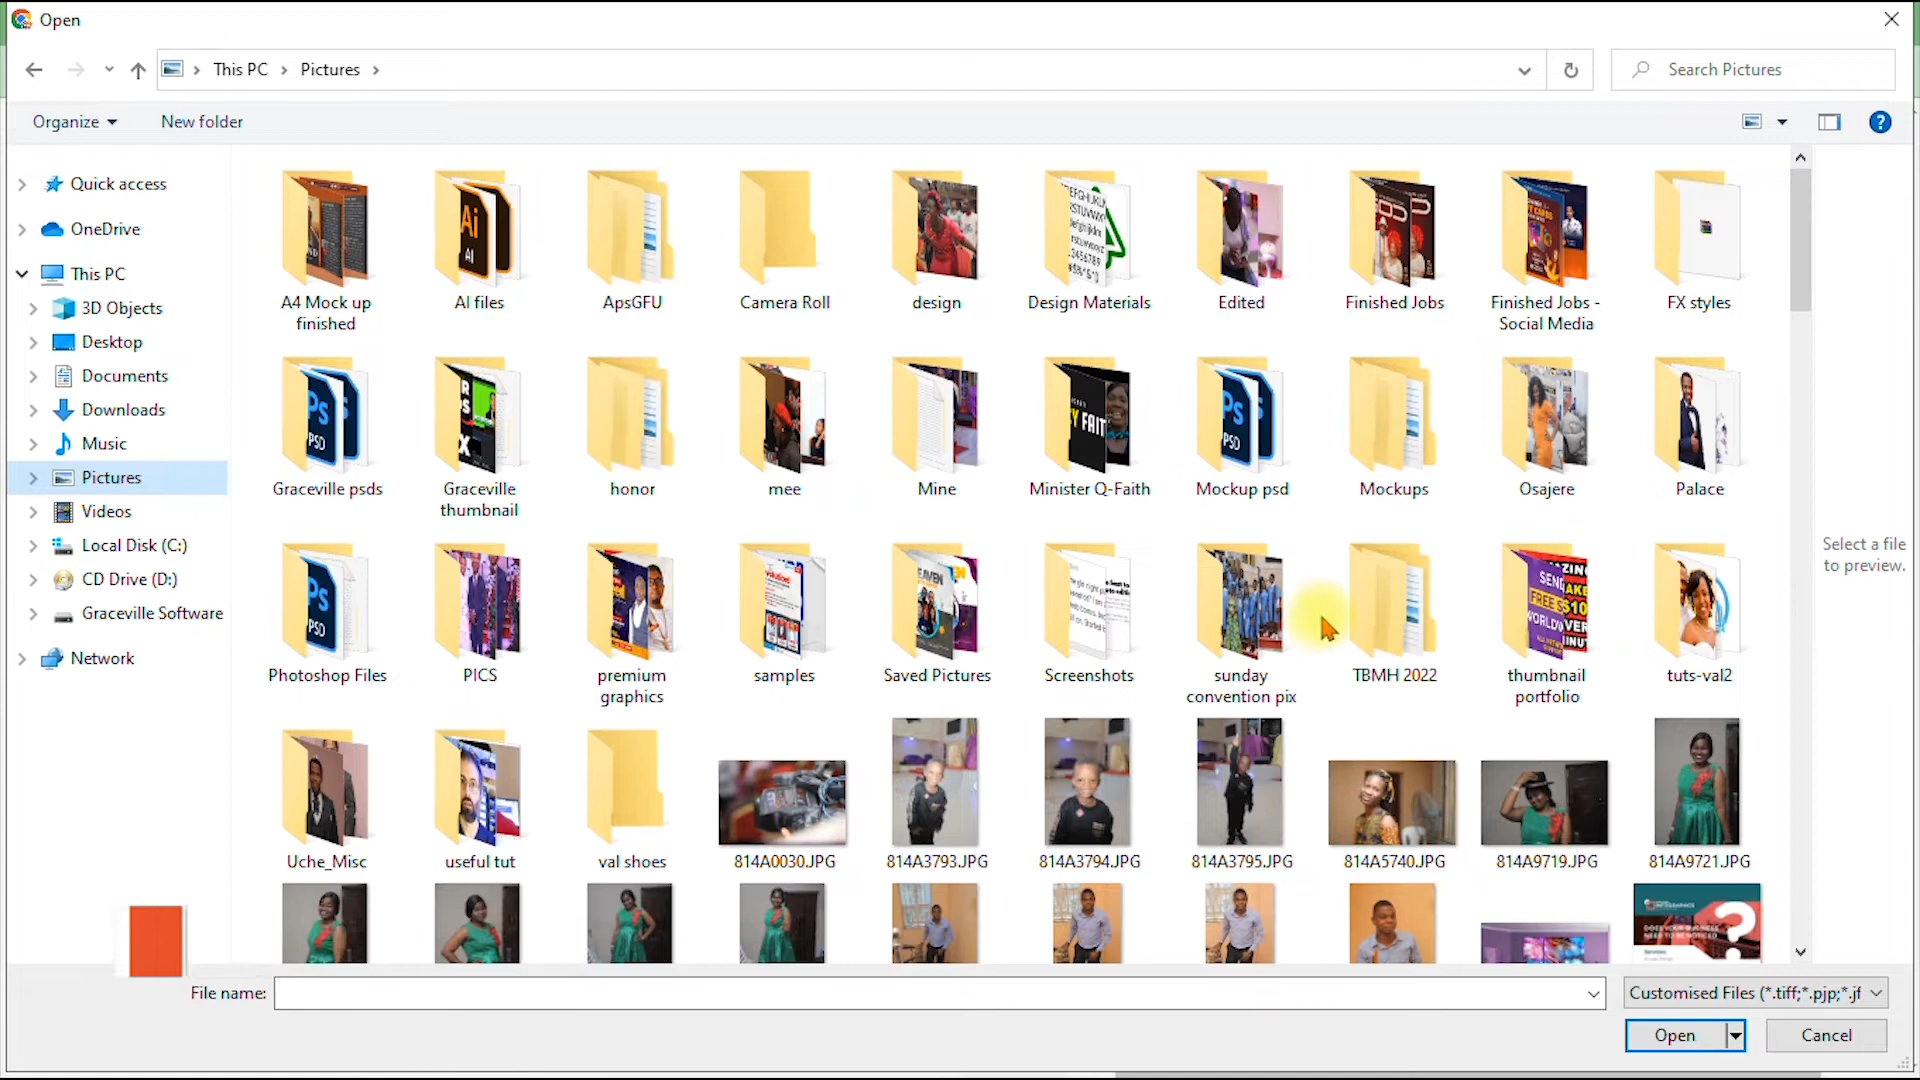 Open
This PC
Pictures
Search Pictures
Organize
New folder
Quick access
OneDrive
This PC
3D Objects
Desktop
Documents
Downloads
Music
Pictures
Videos
Local Disk (C:)
CD Drive (D:)
Graceville Software
Network
A4 Mock up
finished
AI files
ApsGFU
Camera Roll
design
Design Materials
Edited
Finished Jobs
Finished Jobs -
Social Media
FX styles
Graceville psds
Graceville
thumbnail
honor
mee
Mine
Minister Q-Faith
Mockup psd
Mockups
Osajere
Palace
Photoshop Files
PICS
premium
graphics
samples
Saved Pictures
Screenshots
sunday
convention pix
TBMH 2022
thumbnail
portfolio
tuts-val2
Uche_Misc
useful tut
val shoes
814A0030.JPG
814A3793.JPG
814A3794.JPG
814A3795.JPG
814A5740.JPG
814A9719.JPG
814A9721.JPG
Select a file
to preview.
File name:
Customised Files (*.tiff;*.pjp;*.jf
Open
Cancel